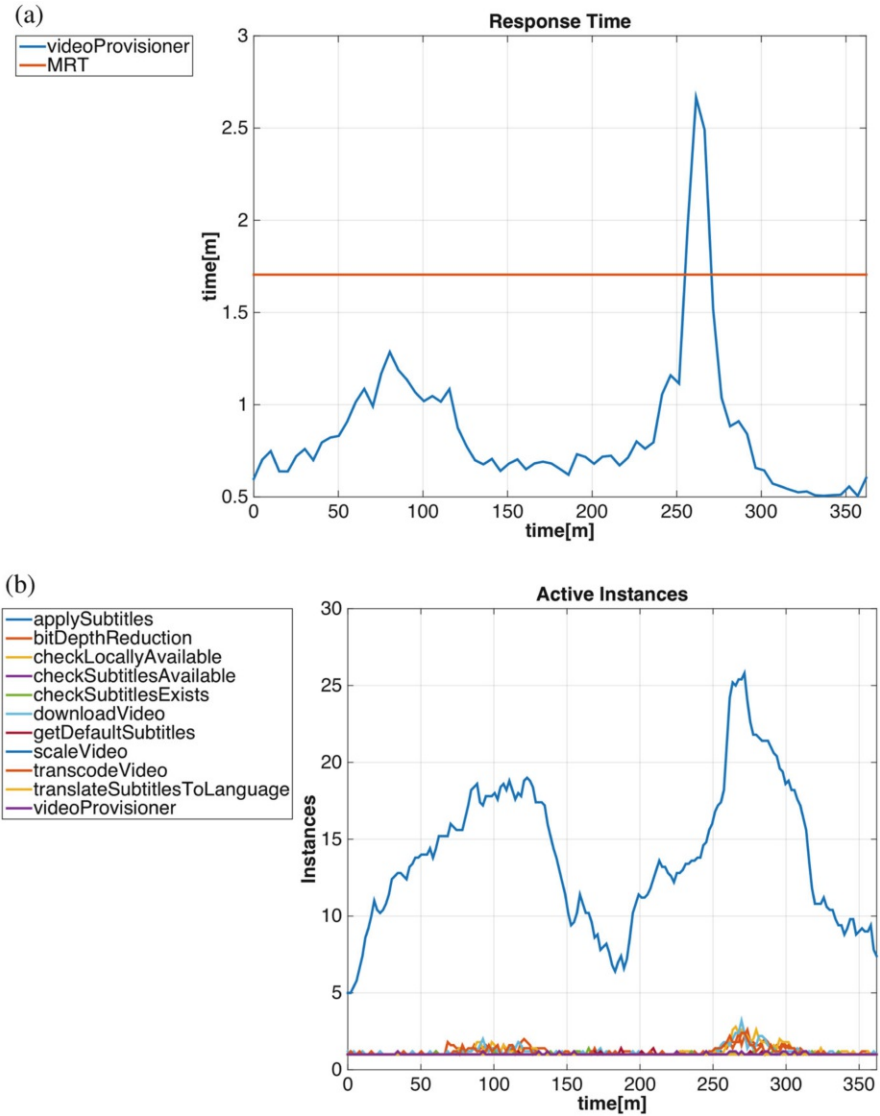 (a)
Response Time
videoProvisioner
MRT
3
2.5
2
1.5
1
0.5
time[m]
0 50 100 150 200 250 300 350
time[m]
(b)
Active Instances
applySubtitles
bitDepthReduction
checkLocallyAvailable
checkSubtitlesAvailable
checkSubtitlesExists
downloadVideo
getDefaultSubtitles
scaleVideo
transcodeVideo
translateSubtitlesToLanguage
videoProvisioner
30
25
20
15
10
5
0
Instances
0 50 100 150 200 250 300 350
time[m]